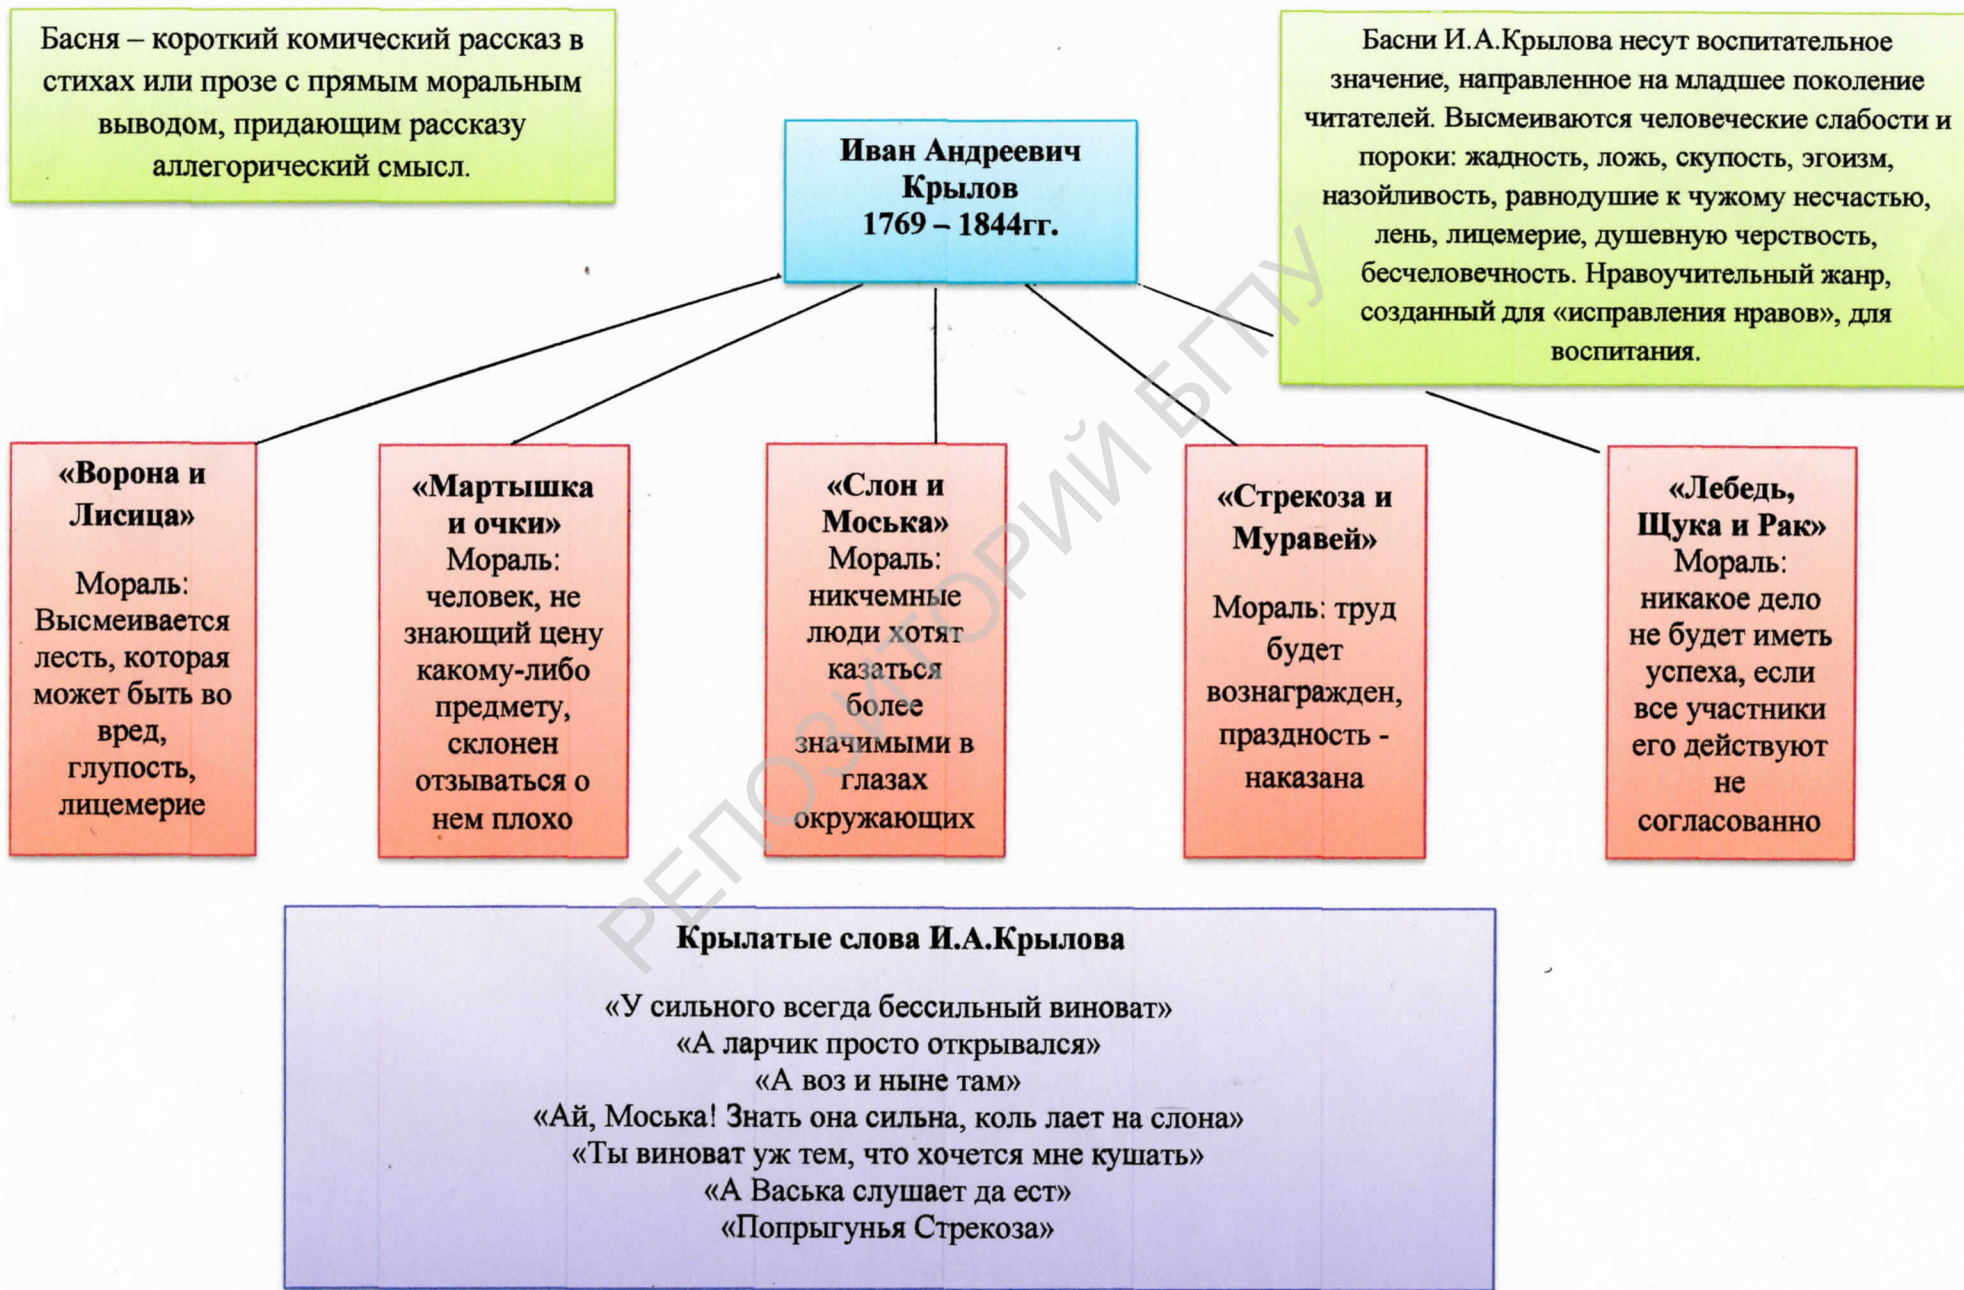 Басня – короткий комический рассказ в
стихах или прозе с прямым моральным
выводом, придающим рассказу
аллегорический смысл.
Иван Андреевич
Крылов
1769 – 1844гг.
Басни И.А.Крылова несут воспитательное
значение, направленное на младшее поколение
читателей. Высмеиваются человеческие слабости и
пороки: жадность, ложь, скупость, эгоизм,
назойливость, равнодушие к чужому несчастью,
лень, лицемерие, душевную черствость,
бесчеловечность. Нравоучительный жанр,
созданный для «исправления нравов», для
воспитания.
«Ворона и
Лисица»
Мораль:
Высмеивается
лесть, которая
может быть во
вред,
глупость,
лицемерие
«Мартышка
и очки»
Мораль:
человек, не
знающий цену
какому-либо
предмету,
склонен
отзываться о
нем плохо
«Слон и
Моська»
Мораль:
никчемные
люди хотят
казаться
более
значимыми в
глазах
окружающих
«Стрекоза и
Муравей»
Мораль: труд
будет
вознагражден,
праздность -
наказана
«Лебедь,
Щука и Рак»
Мораль:
никакое дело
не будет иметь
успеха, если
все участники
его действуют
не
согласованно
РЕПОЗИТОРИЙ БГПУ
Крылатые слова И.А.Крылова
«У сильного всегда бессильный виноват»
«А ларчик просто открывался»
«А воз и ныне там»
«Ай, Моська! Знать она сильна, коль лает на слона»
«Ты виноват уж тем, что хочется мне кушать»
«А Васька слушает да ест»
«Попрыгунья Стрекоза»